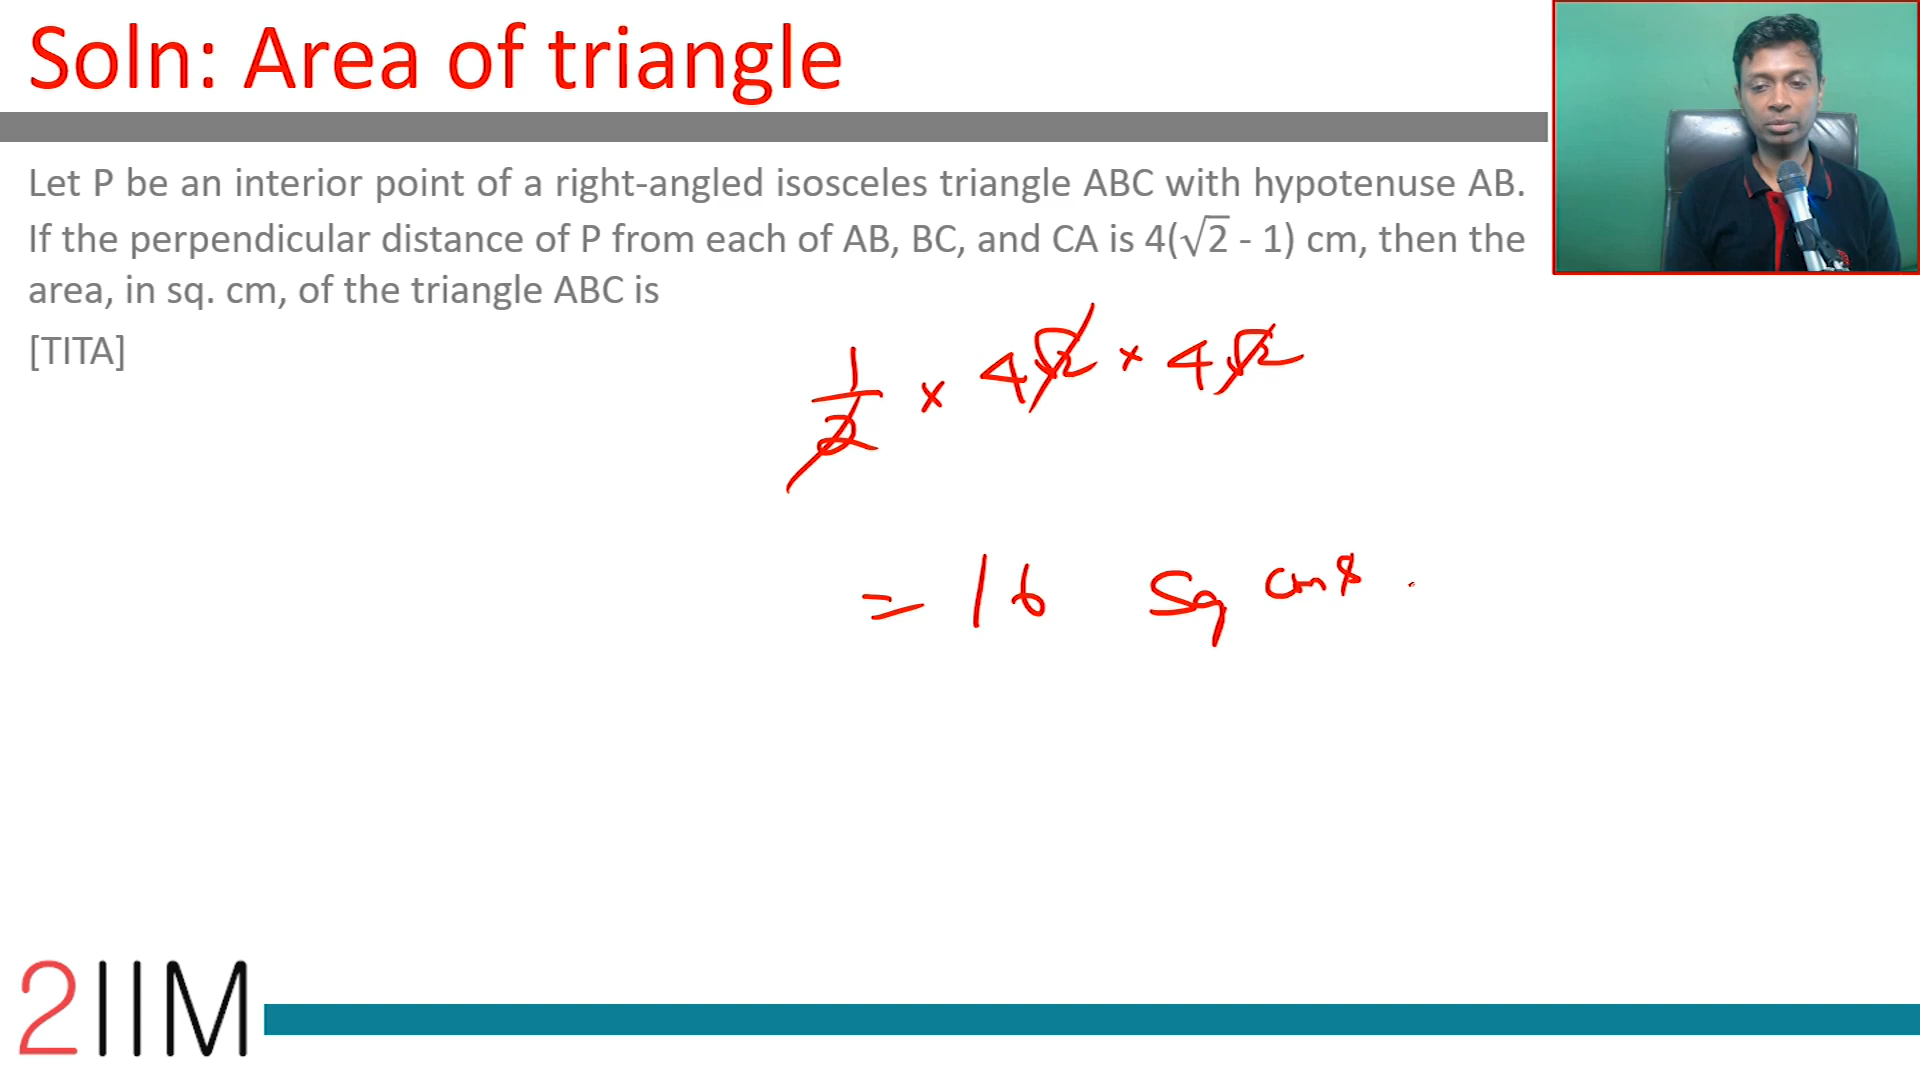 Soln: Area of triangle
Let P be an interior point of a right-angled isosceles triangle ABC with hypotenuse AB.
If the perpendicular distance of P from each of AB, BC, and CA is 4(√2 - 1) cm, then the
area, in sq. cm, of the triangle ABC is
[TITA]
1/2 × 4√2 × 4√2
= 16 Sq cms.
2IIM